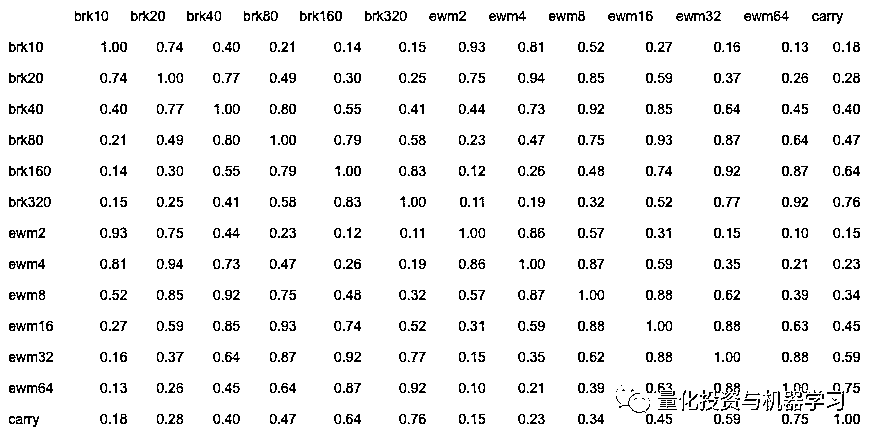 brk10 brk20 brk40 brk80 brk160 brk320 ewm2 ewm4 ewm8 ewm16 ewm32 ewm64 carry
brk10 1.00 0.74 0.40 0.21 0.14 0.15 0.93 0.81 0.52 0.27 0.16 0.13 0.18
brk20 0.74 1.00 0.77 0.49 0.30 0.25 0.75 0.94 0.85 0.59 0.37 0.26 0.28
brk40 0.40 0.77 1.00 0.80 0.55 0.41 0.44 0.73 0.92 0.85 0.64 0.45 0.40
brk80 0.21 0.49 0.80 1.00 0.79 0.58 0.23 0.47 0.75 0.93 0.87 0.64 0.47
brk160 0.14 0.30 0.55 0.79 1.00 0.83 0.12 0.26 0.48 0.74 0.92 0.87 0.64
brk320 0.15 0.25 0.41 0.58 0.83 1.00 0.11 0.19 0.32 0.52 0.77 0.92 0.76
ewm2 0.93 0.75 0.44 0.23 0.12 0.11 1.00 0.86 0.57 0.31 0.15 0.10 0.15
ewm4 0.81 0.94 0.73 0.47 0.26 0.19 0.86 1.00 0.87 0.59 0.35 0.21 0.23
ewm8 0.52 0.85 0.92 0.75 0.48 0.32 0.57 0.87 1.00 0.88 0.62 0.39 0.34
ewm16 0.27 0.59 0.85 0.93 0.74 0.52 0.31 0.59 0.88 1.00 0.88 0.63 0.45
ewm32 0.16 0.37 0.64 0.87 0.92 0.77 0.15 0.35 0.62 0.88 1.00 0.88 0.59
ewm64 0.13 0.26 0.45 0.64 0.87 0.92 0.10 0.21 0.39 0.63 0.88 1.00 0.75
量化投资与机器学习
carry 0.18 0.28 0.40 0.47 0.64 0.76 0.15 0.23 0.34 0.45 0.59 0.75 1.00